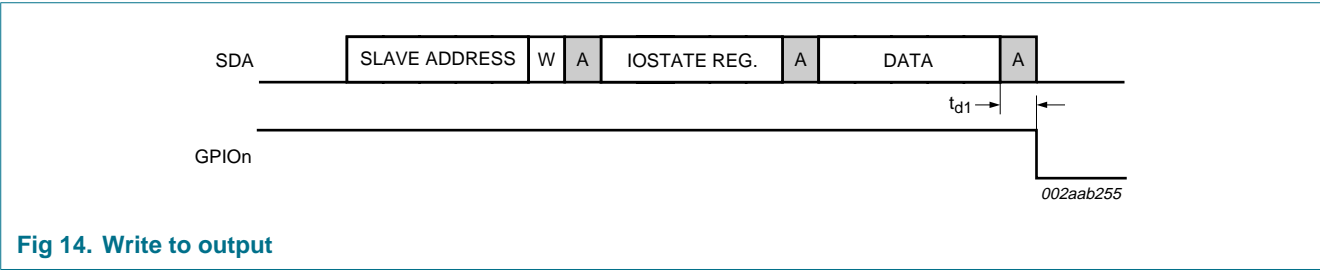 SDA SLAVE ADDRESS W A IOSTATE REG. A DATA A
td1
GPIOn
002aab255
Fig 14. Write to output